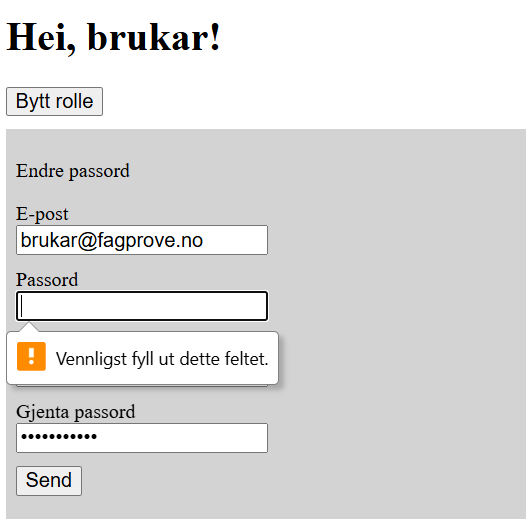 Hei, brukar!
Bytt rolle
Endre passord
E-post
brukar@fagprove.no
Passord
Vennligst fyll ut dette feltet.
Gjenta passord
•••••••••••
Send